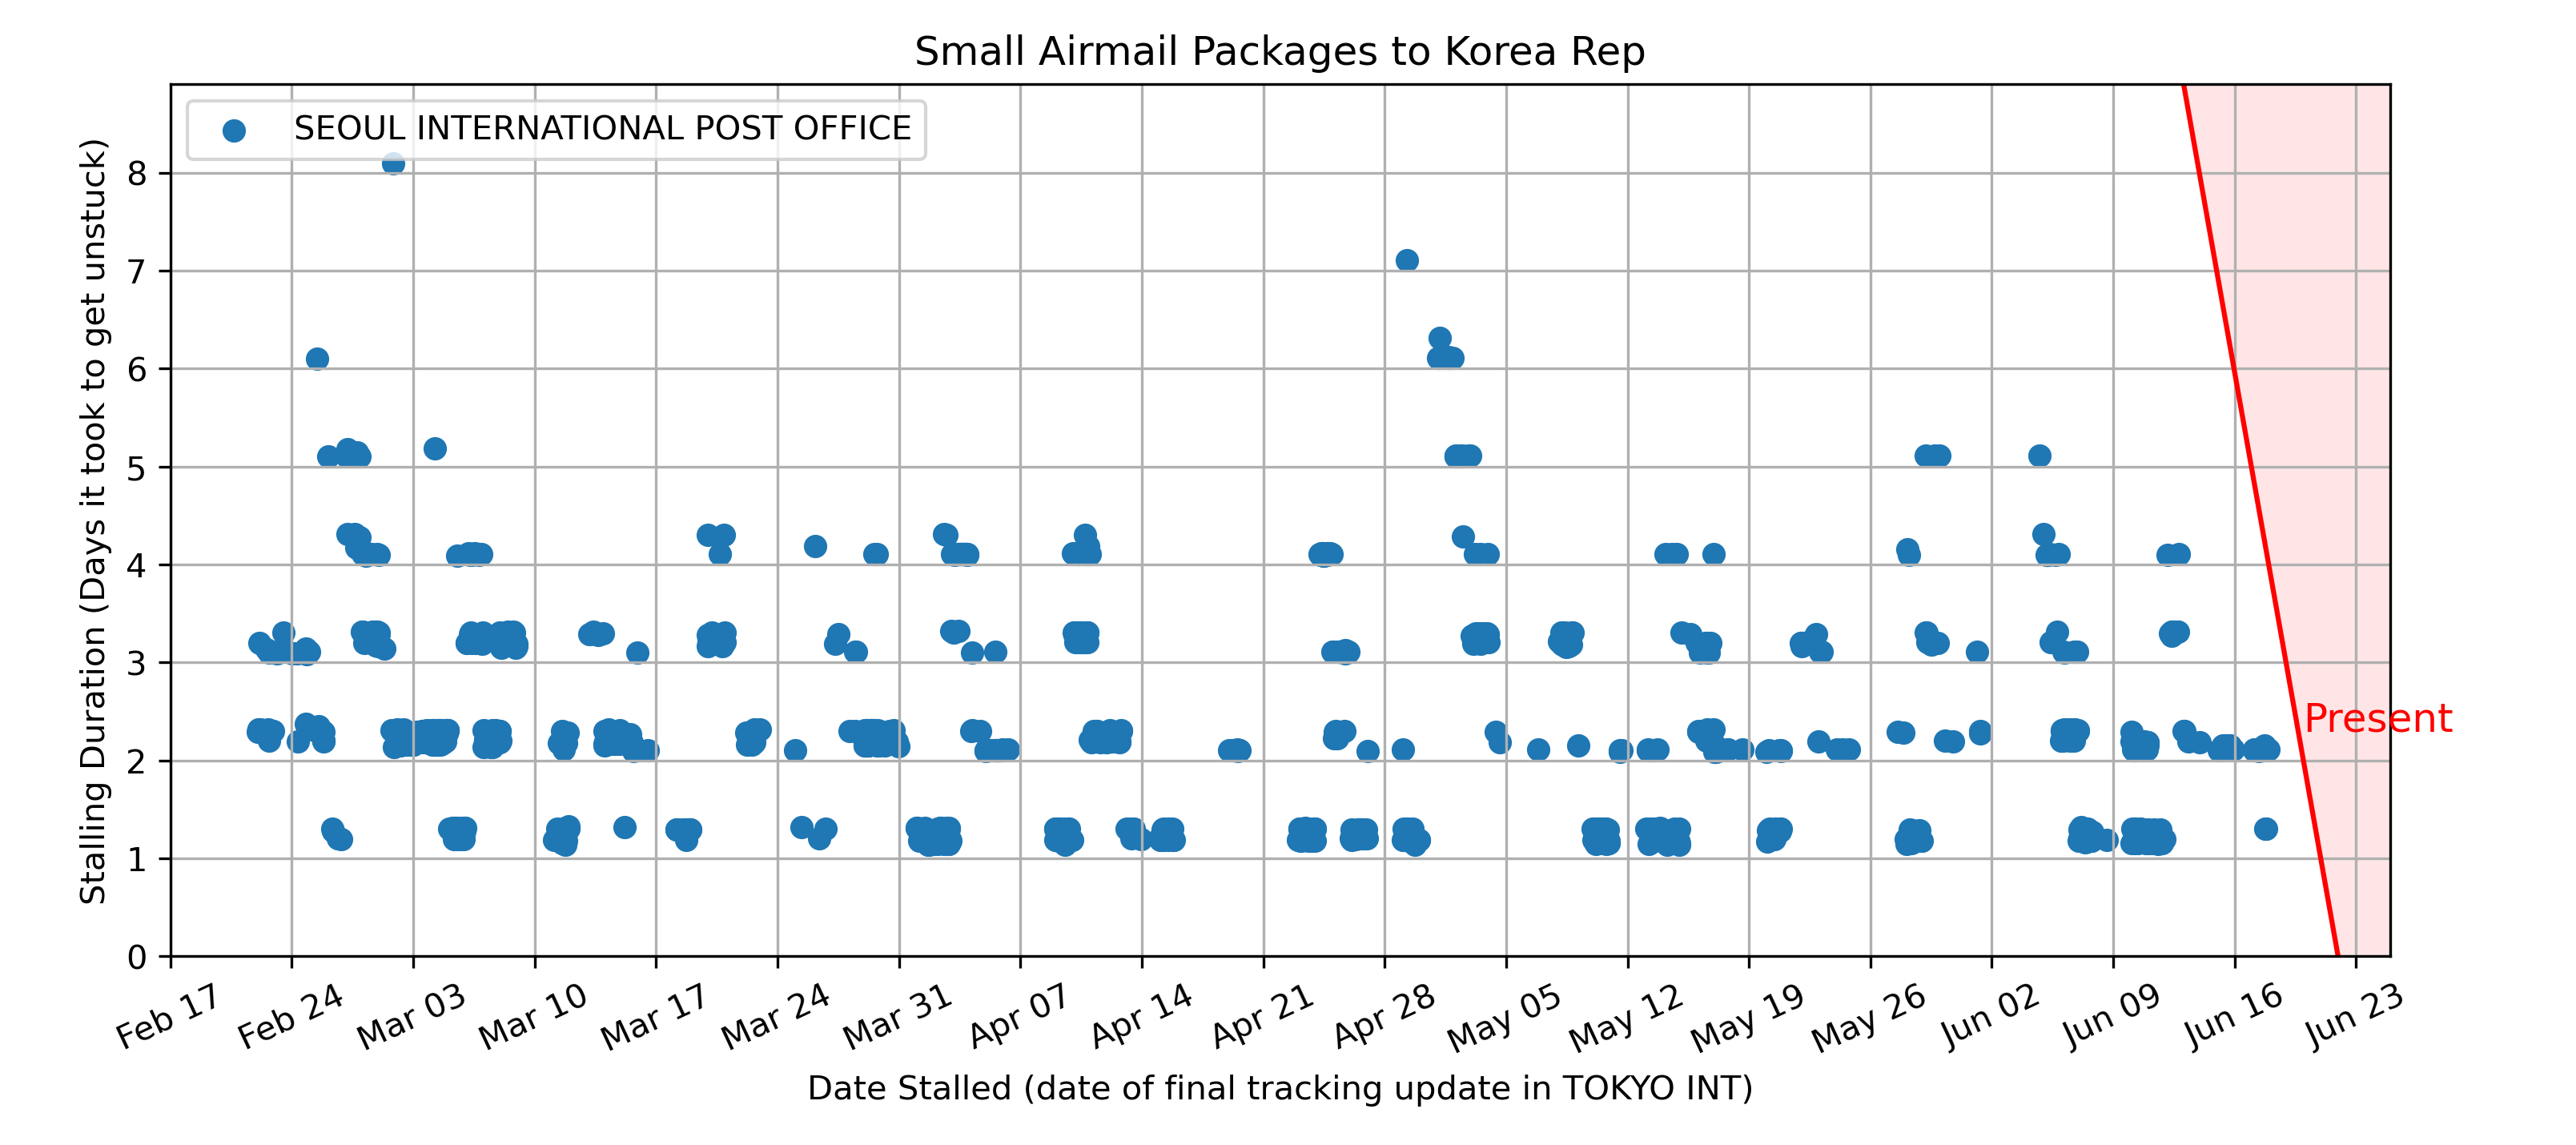 Small Airmail Packages to Korea Rep
SEOUL INTERNATIONAL POST OFFICE
Stalling Duration (Days it took to get unstuck)
8
7
6
5
4
3
2
1
0
Present
Feb 17
Feb 24
Mar 03
Mar 10
Mar 17
Mar 24
Mar 31
Apr 07
Apr 14
Apr 21
Apr 28
May 05
May 12
May 19
May 26
Jun 02
Jun 09
Jun 16
Jun 23
Date Stalled (date of final tracking update in TOKYO INT)